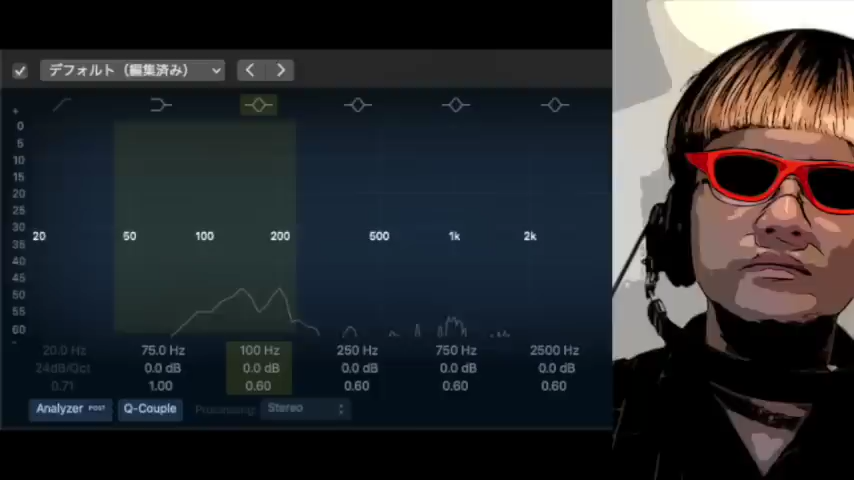 デフォルト（編集済み）
+
0
5
10
15
20
25
30
35
40
45
50
55
60
-
20 50 100 200 500 1k 2k
20.0 Hz 75.0 Hz 100 Hz 250 Hz 750 Hz 2500 Hz
24dB/Oct 0.0 dB 0.0 dB 0.0 dB 0.0 dB 0.0 dB
0.71 1.00 0.60 0.60 0.60 0.60
Analyzer POST Q-Couple Processing: Stereo